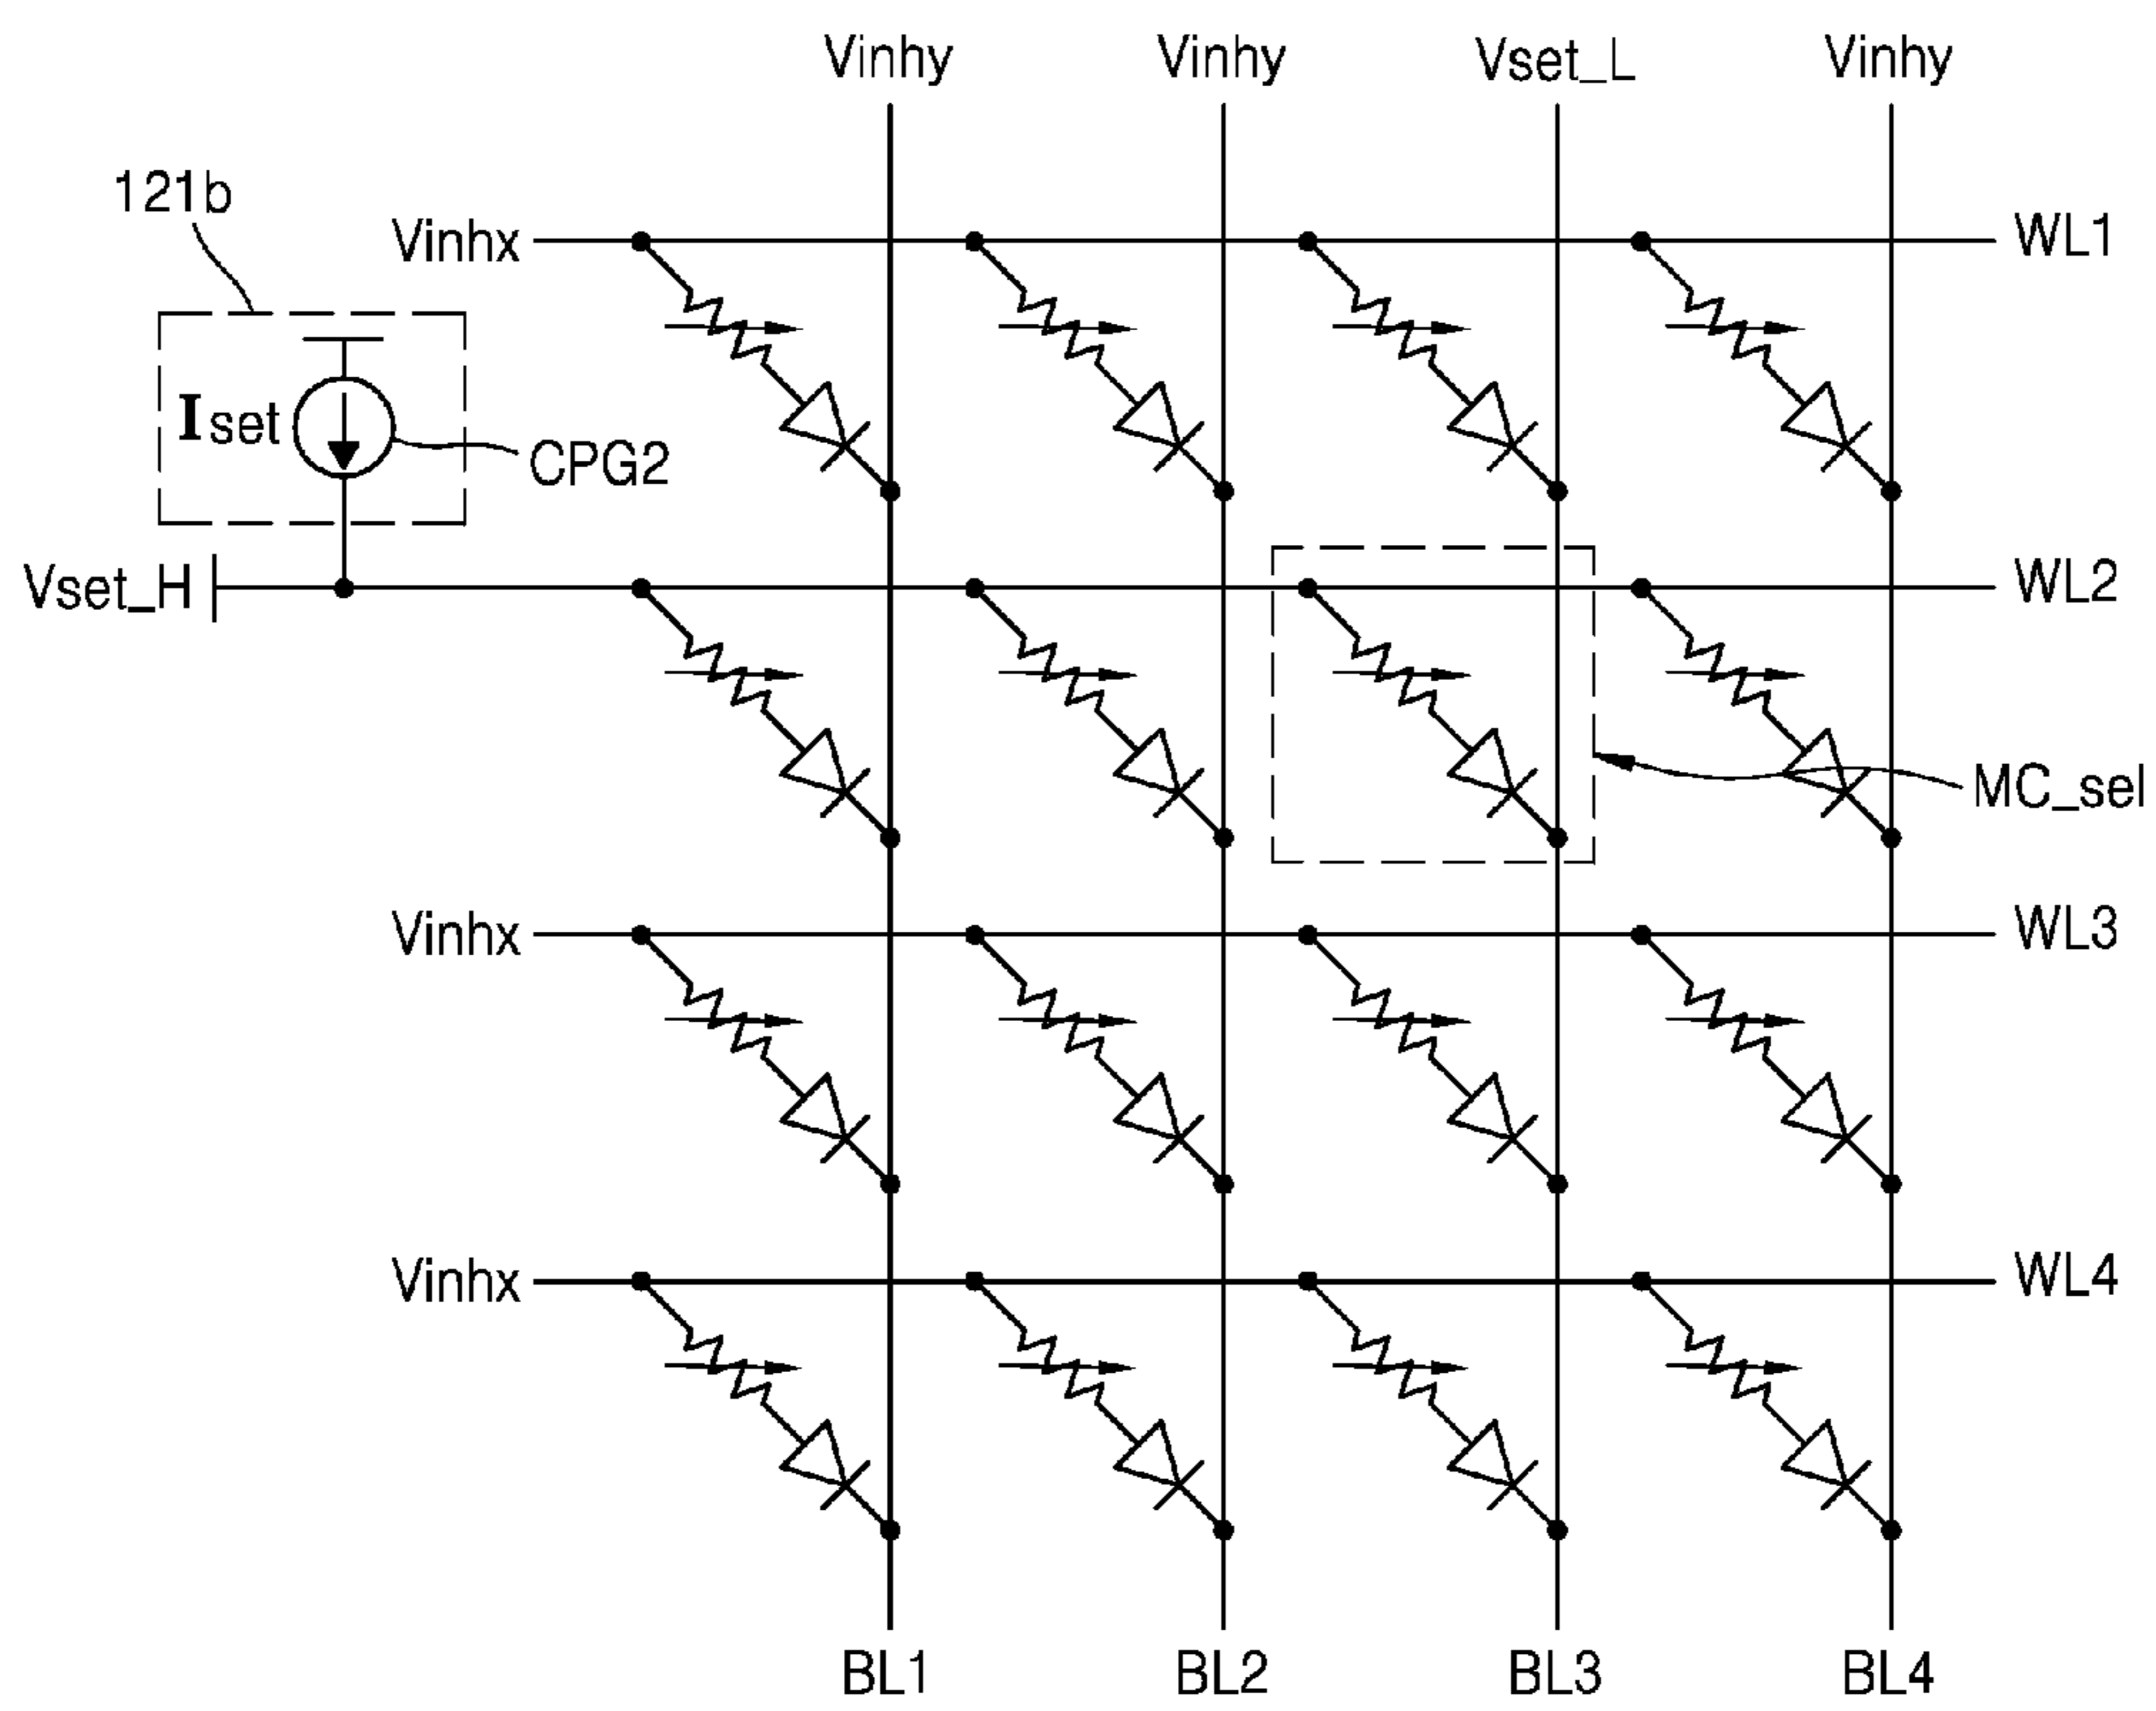 Vinhy Vinhy Vset_L Vinhy
121b
Vinhx WL1
Iset
CPG2
Vset_H WL2
MC_sel
Vinhx WL3
Vinhx WL4
BL1 BL2 BL3 BL4